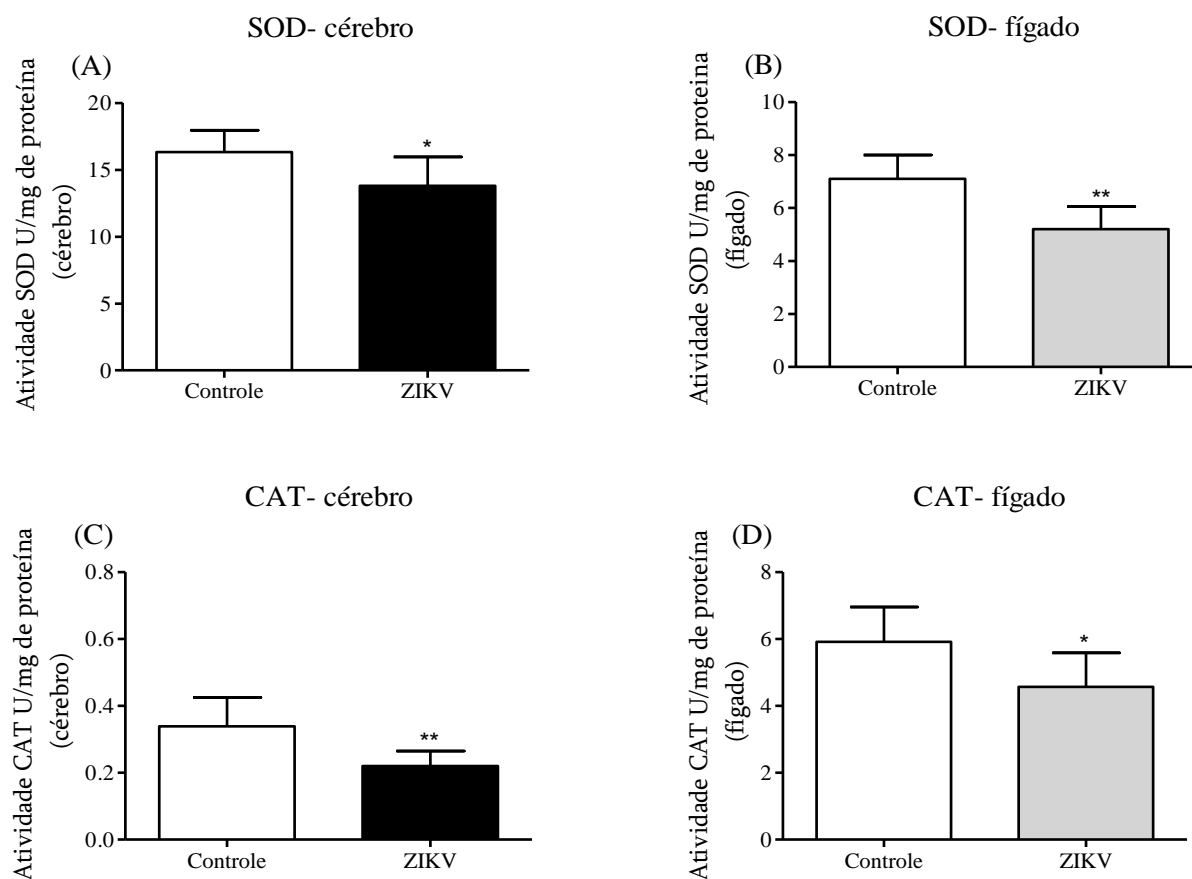 SOD- cérebro
(A)
Atividade SOD U/mg de proteína
(cérebro)
20
15
10
5
0
*
Controle
ZIKV
SOD- fígado
(B)
Atividade SOD U/mg de proteina
(fígado)
10
8
6
4
2
0
**
Controle
ZIKV
CAT- cérebro
(C)
Atividade CAT U/mg de proteína
(cérebro)
0.8
0.6
0.4
0.2
0.0
**
Controle
ZIKV
CAT- fígado
(D)
Atividade CAT U/mg de proteína
(fígado)
8
6
4
2
0
*
Controle
ZIKV